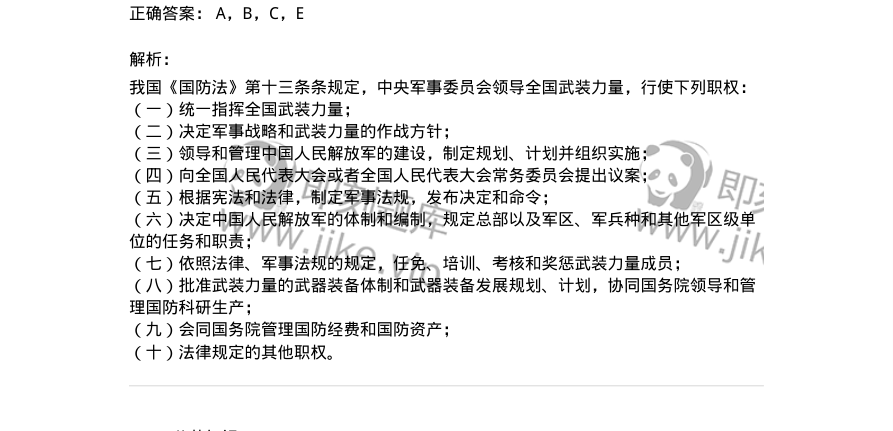 正确答案： A，B，C，E
解析：
我国《国防法》第十三条条规定，中央军事委员会领导全国武装力量，行使下列职权：
（一）统一指挥全国武装力量；
（二）决定军事战略和武装力量的作战方针；
（三）领导和管理中国人民解放军的建设，制定规划、计划并组织实施；
（四）向全国人民代表大会或者全国人民代表大会常务委员会提出议案；
（五）根据宪法和法律，制定军事法规，发布决定和命令；
（六）决定中国人民解放军的体制和编制，规定总部以及军区、军兵种和其他军区级单
位的任务和职责；
（七）依照法律、军事法规的规定，任免、培训、考核和奖惩武装力量成员；
（八）批准武装力量的武器装备体制和武器装备发展规划、计划，协同国务院领导和管
理国防科研生产；
（九）会同国务院管理国防经费和国防资产；
（十）法律规定的其他职权。
即刻题库
www.jike.vip
即刻
www.jik